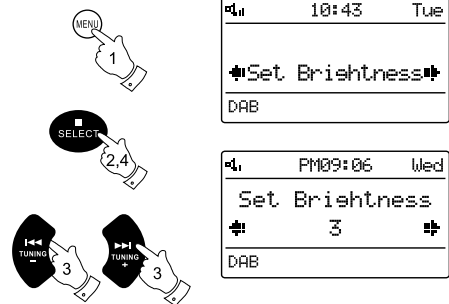 MENU
1
SELECT
2,4
TUNING
–
3
TUNING
+
3
10:43 Tue
Set Brightness
DAB
PM09:06 Wed
Set Brightness
3
DAB